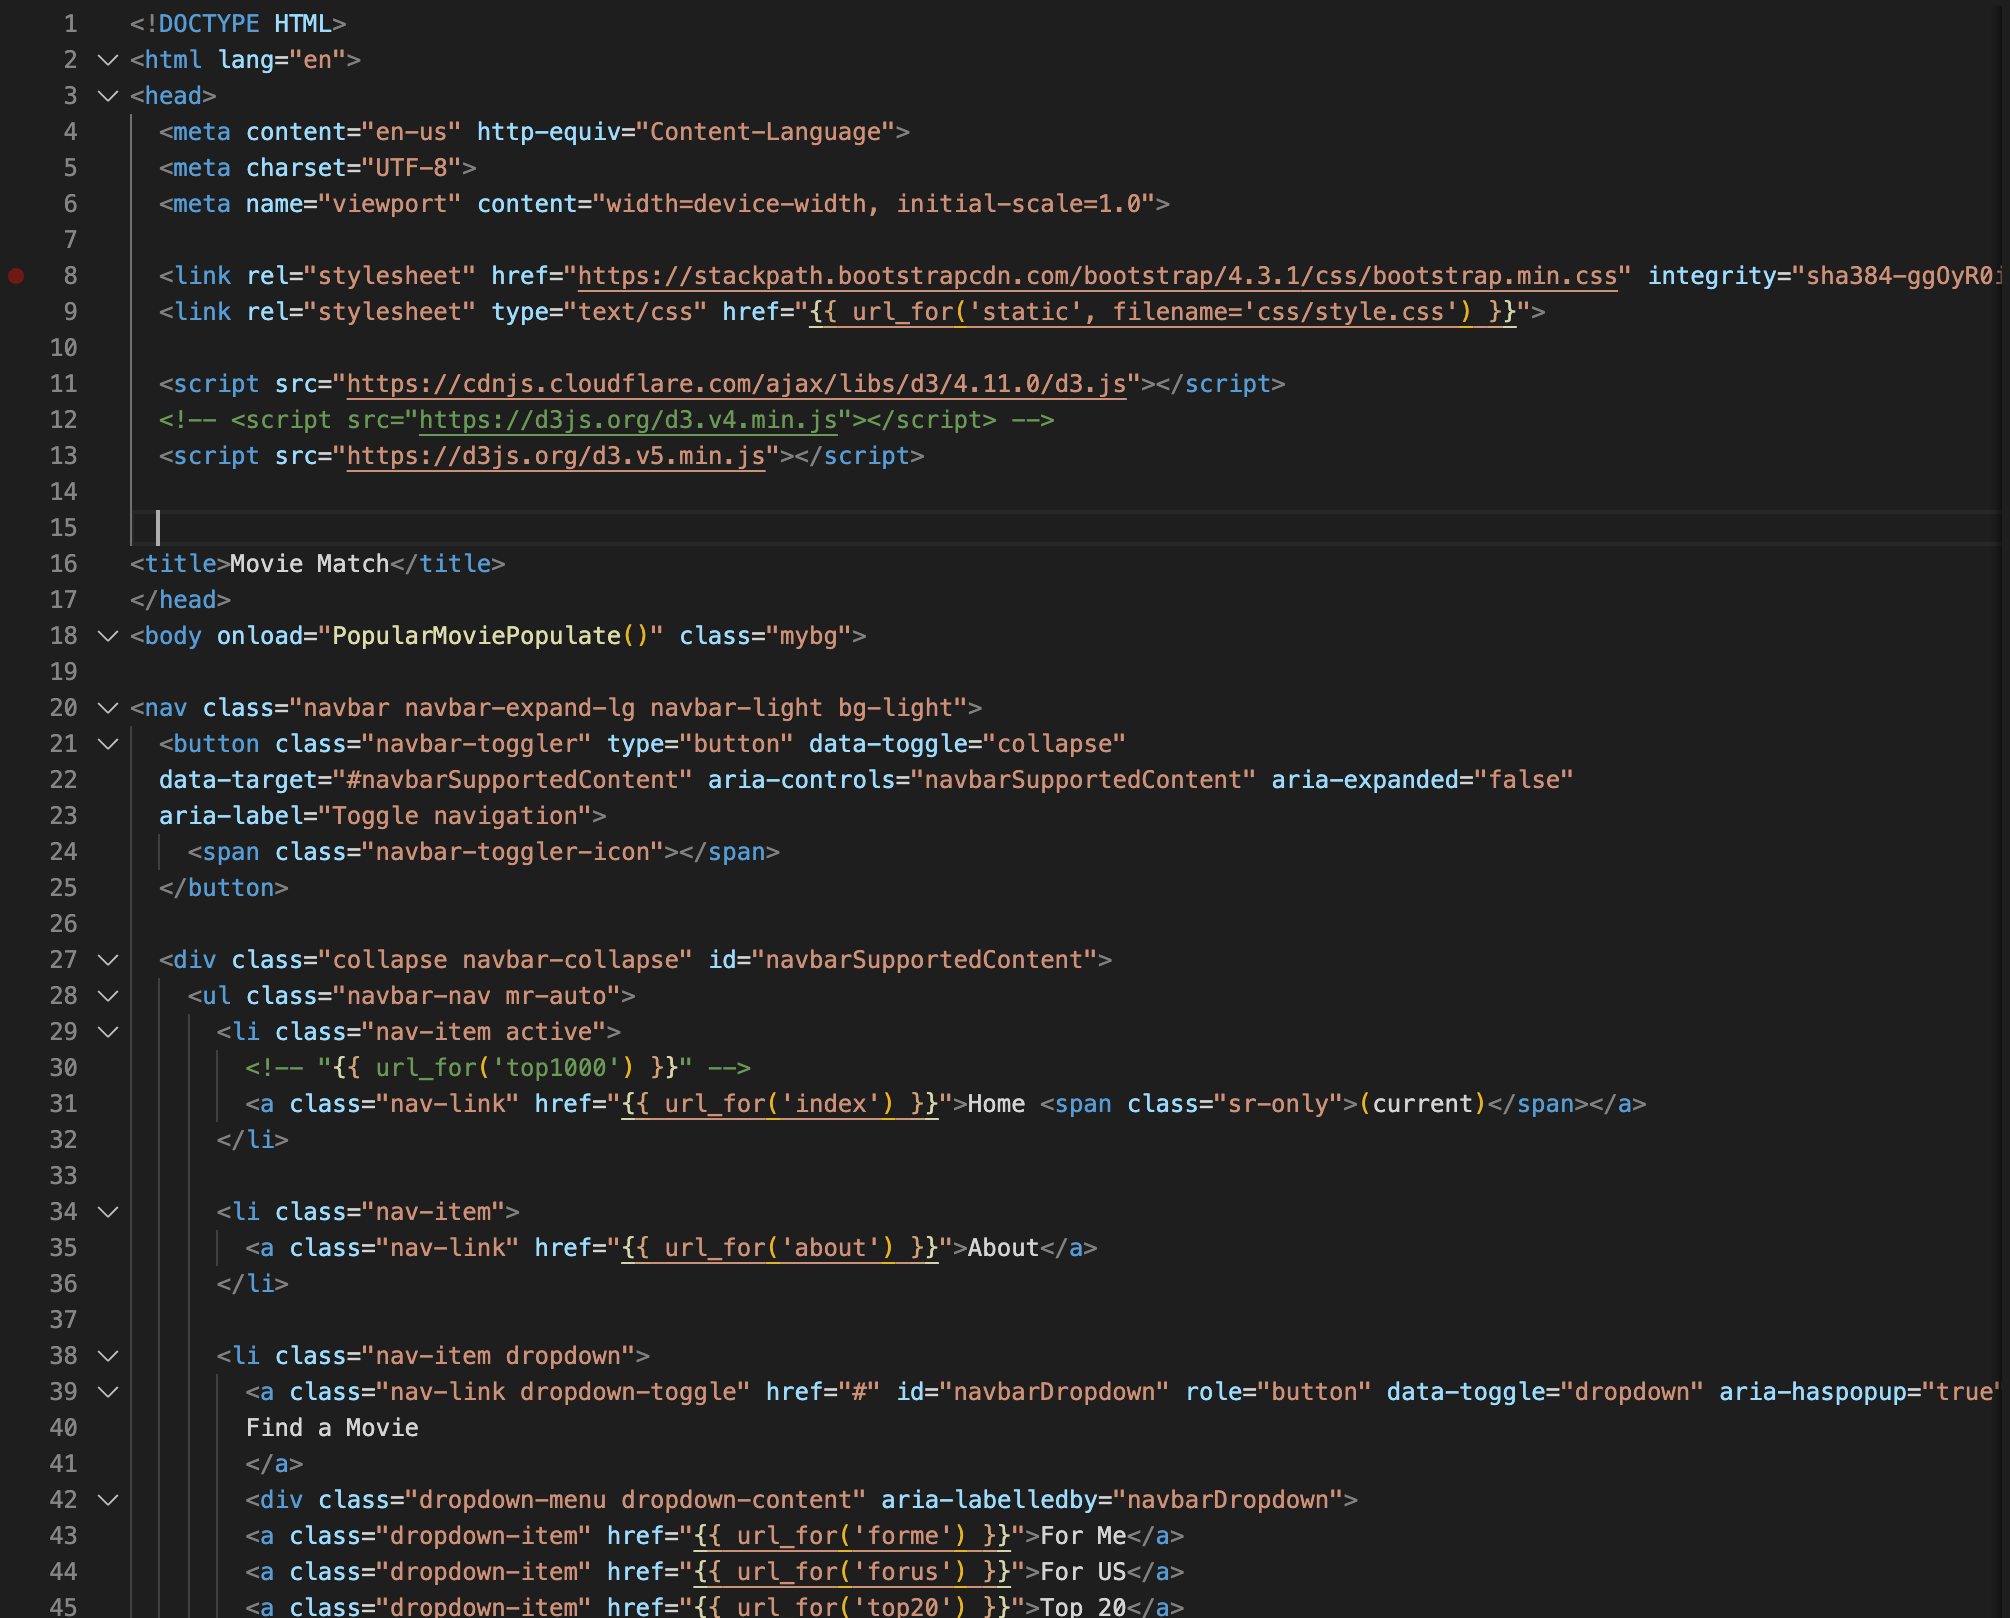 1 <!DOCTYPE HTML>
2 <html lang="en">
3 <head>
4 <meta content="en-us" http-equiv="Content-Language">
5 <meta charset="UTF-8">
6 <meta name="viewport" content="width=device-width, initial-scale=1.0">
7
8 <link rel="stylesheet" href="https://stackpath.bootstrapcdn.com/bootstrap/4.3.1/css/bootstrap.min.css" integrity="sha384-ggOyR0i
9 <link rel="stylesheet" type="text/css" href="{{ url_for('static', filename='css/style.css') }}">
10
11 <script src="https://cdnjs.cloudflare.com/ajax/libs/d3/4.11.0/d3.js"></script>
12 <!-- <script src="https://d3js.org/d3.v4.min.js"></script> -->
13 <script src="https://d3js.org/d3.v5.min.js"></script>
14
15
16 <title>Movie Match</title>
17 </head>
18 <body onload="PopularMoviePopulate()" class="mybg">
19
20 <nav class="navbar navbar-expand-lg navbar-light bg-light">
21 <button class="navbar-toggler" type="button" data-toggle="collapse"
22 data-target="#navbarSupportedContent" aria-controls="navbarSupportedContent" aria-expanded="false"
23 aria-label="Toggle navigation">
24 <span class="navbar-toggler-icon"></span>
25 </button>
26
27 <div class="collapse navbar-collapse" id="navbarSupportedContent">
28 <ul class="navbar-nav mr-auto">
29 <li class="nav-item active">
30 <!-- "{{ url_for('top1000') }}" -->
31 <a class="nav-link" href="{{ url_for('index') }}">Home <span class="sr-only">(current)</span></a>
32 </li>
33
34 <li class="nav-item">
35 <a class="nav-link" href="{{ url_for('about') }}">About</a>
36 </li>
37
38 <li class="nav-item dropdown">
39 <a class="nav-link dropdown-toggle" href="#" id="navbarDropdown" role="button" data-toggle="dropdown" aria-haspopup="true"
40 Find a Movie
41 </a>
42 <div class="dropdown-menu dropdown-content" aria-labelledby="navbarDropdown">
43 <a class="dropdown-item" href="{{ url_for('forme') }}">For Me</a>
44 <a class="dropdown-item" href="{{ url_for('forus') }}">For US</a>
45 <a class="dropdown-item" href="{{ url_for('top20') }}">Top 20</a>